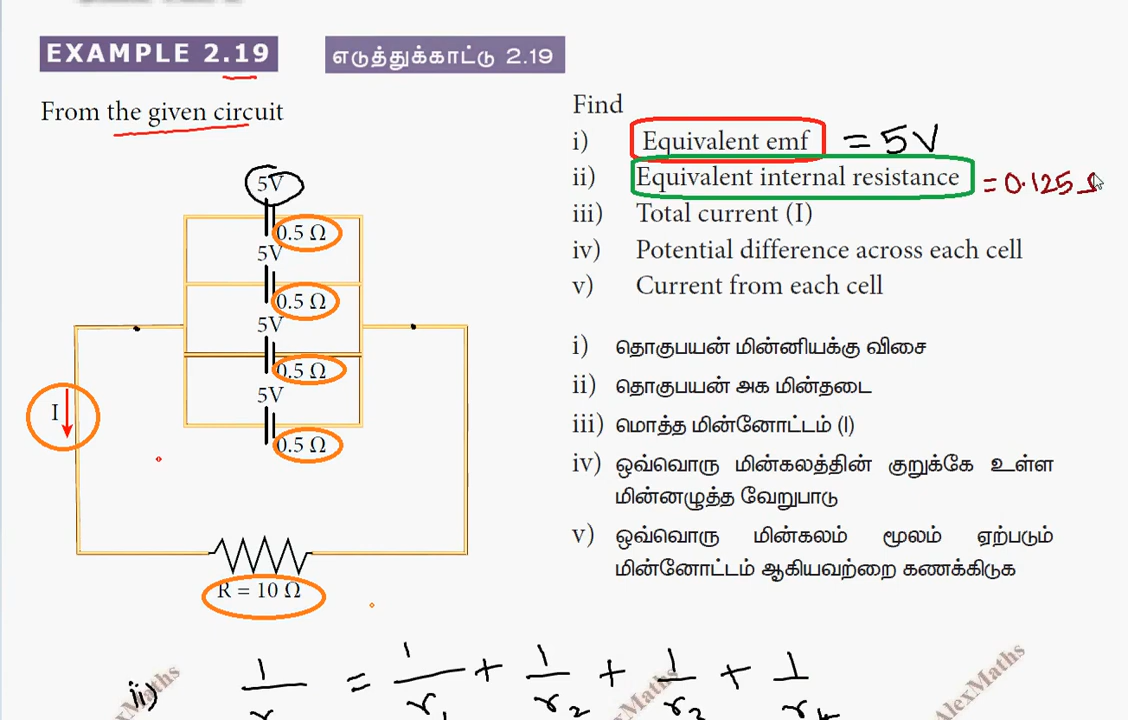 EXAMPLE 2.19
எடுத்துக்காட்டு 2.19
From the given circuit
5V
0.5 Ω
5V
0.5 Ω
5V
0.5 Ω
5V
0.5 Ω
I
R = 10 Ω
Find
i) Equivalent emf = 5V
ii) Equivalent internal resistance = 0.125 Ω
iii) Total current (I)
iv) Potential difference across each cell
v) Current from each cell
i) தொகுபயன் மின்னியக்கு விசை
ii) தொகுபயன் அக மின்தடை
iii) மொத்த மின்னோட்டம் (I)
iv) ஒவ்வொரு மின்கலத்தின் குறுக்கே உள்ள
மின்னழுத்த வேறுபாடு
v) ஒவ்வொரு மின்கலம் மூலம் ஏற்படும்
மின்னோட்டம் ஆகியவற்றை கணக்கிடுக
ii) 1/r = 1/r1 + 1/r2 + 1/r3 + 1/r4
AlexMaths
AlexMaths
AlexMaths